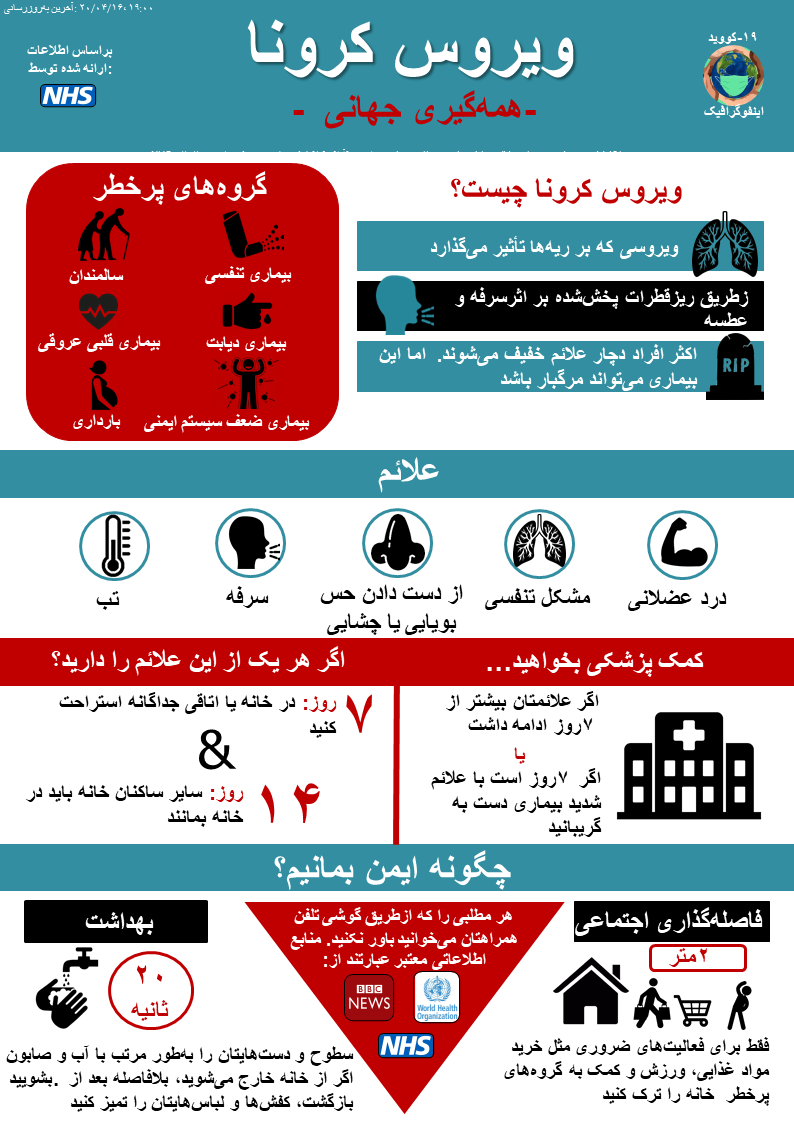 آخرین به‌روزرسانی: ۲۰/۰۴/۱۶،۱۹:۰۰
ویروس کرونا
- همه‌گیری جهانی -
۱۹-کووید
اینفوگرافیک
براساس اطلاعات
ارائه شده توسط:
NHS
ویروس کرونا چیست؟
ویروسی که بر ریه‌ها تأثیر می‌گذارد
زطریق ریزقطرات پخش‌شده بر اثرسرفه و
عطسه
اکثر افراد دچار علائم خفیف می‌شوند. اما این
بیماری می‌تواند مرگبار باشد
RIP
گروه‌های پرخطر
بیماری تنفسی
سالمندان
بیماری دیابت
بیماری قلبی عروقی
بیماری ضعف سیستم ایمنی
بارداری
علائم
درد عضلانی
مشکل تنفسی
از دست دادن حس
بویایی یا چشایی
سرفه
تب
کمک پزشکی بخواهید...
اگر علائمتان بیشتر از
۷روز ادامه داشت
یا
اگر ۷روز است با علائم
شدید بیماری دست به
گریبانید
اگر هر یک از این علائم را دارید؟
۷ روز: در خانه یا اتاقی جداگانه استراحت
کنید
&
۱۴ روز: سایر ساکنان خانه باید در
خانه بمانند
چگونه ایمن بمانیم؟
فاصله‌گذاری اجتماعی
۲متر
فقط برای فعالیت‌های ضروری مثل خرید
مواد غذایی، ورزش و کمک به گروه‌های
پرخطر خانه را ترک کنید
هر مطلبی را که ازطریق گوشی تلفن
همراهتان می‌خوانید باور نکنید. منابع
اطلاعاتی معتبر عبارتند از:
BBC
NEWS
World Health
Organization
NHS
بهداشت
۲۰
ثانیه
سطوح و دست‌هایتان را به‌طور مرتب با آب و صابون
بشویید. اگر از خانه خارج می‌شوید، بلافاصله بعد از
بازگشت، کفش‌ها و لباس‌هایتان را تمیز کنید